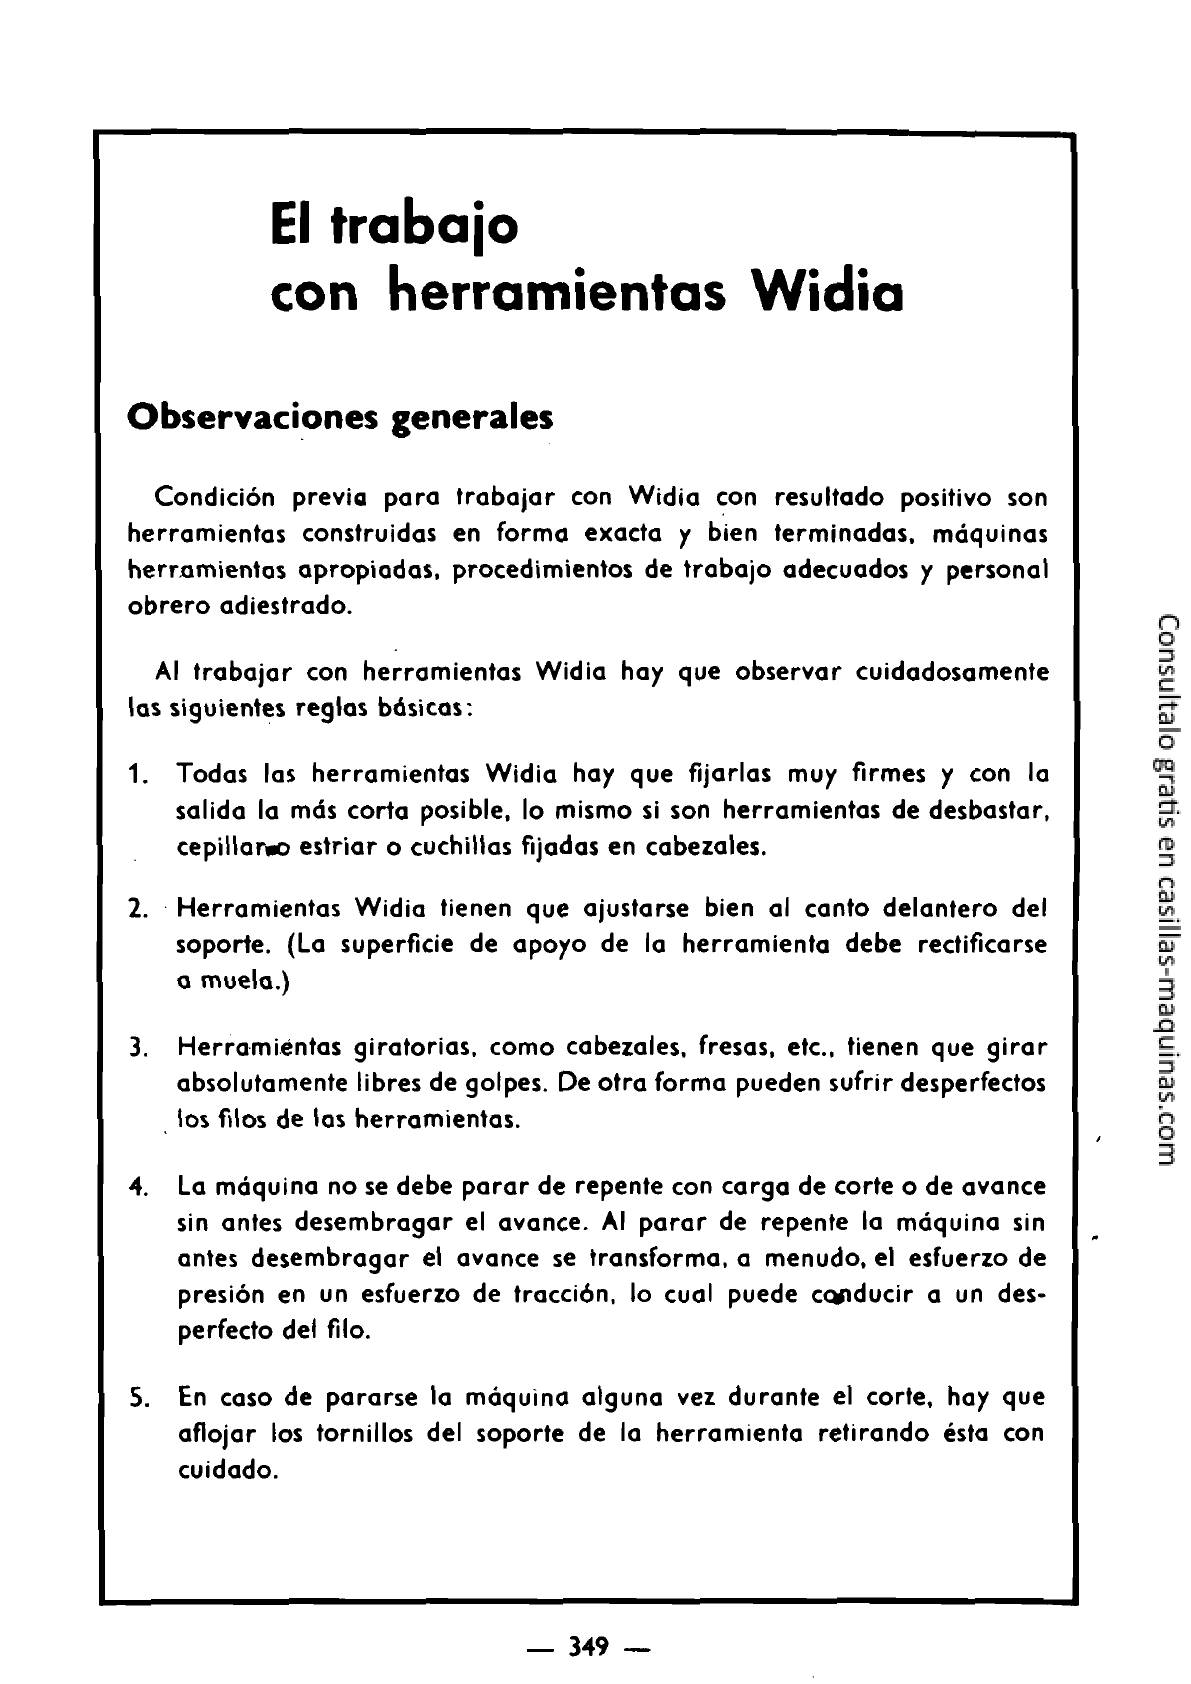 El trabajo
con herramientas Widia
Observaciones generales
Condición previa para trabajar con Widia con resultado positivo son
herramientas construidas en forma exacta y bien terminadas, máquinas
herramientas apropiadas, procedimientos de trabajo adecuados y personal
obrero adiestrado.
Al trabajar con herramientas Widia hay que observar cuidadosamente
las siguientes reglas básicas:
1. Todas las herramientas Widia hay que fijarlas muy firmes y con la
salida la más corta posible, lo mismo si son herramientas de desbastar,
cepillar o estriar o cuchillas fijadas en cabezales.
2. Herramientas Widia tienen que ajustarse bien al canto delantero del
soporte. (La superficie de apoyo de la herramienta debe rectificarse
a muela.)
3. Herramientas giratorias, como cabezales, fresas, etc., tienen que girar
absolutamente libres de golpes. De otra forma pueden sufrir desperfectos
los filos de las herramientas.
4. La máquina no se debe parar de repente con carga de corte o de avance
sin antes desembragar el avance. Al parar de repente la máquina sin
antes desembragar el avance se transforma, a menudo, el esfuerzo de
presión en un esfuerzo de tracción, lo cual puede conducir a un des-
perfecto del filo.
5. En caso de pararse la máquina alguna vez durante el corte, hay que
aflojar los tornillos del soporte de la herramienta retirando ésta con
cuidado.
— 349 —
Consultalo gratis en casillas-maquinas.com